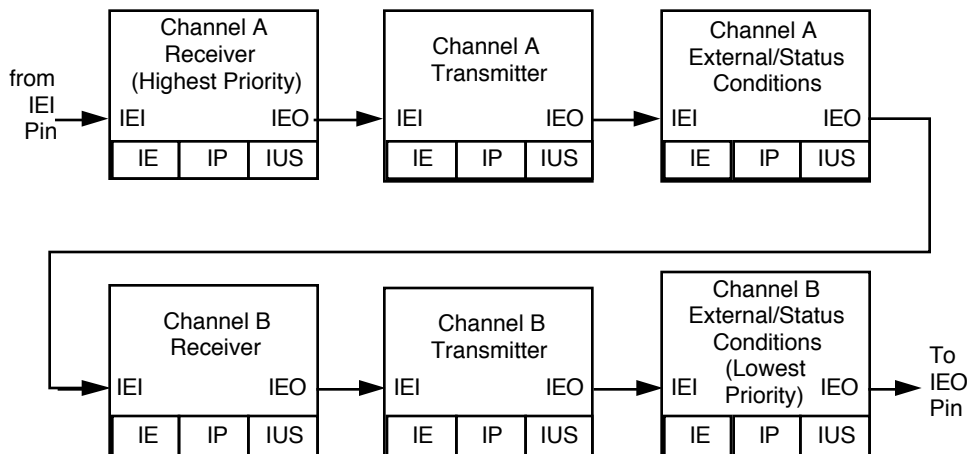 from
IEI
Pin
Channel A
Receiver
(Highest Priority)
IEI IEO
IE IP IUS
Channel A
Transmitter
IEI IEO
IE IP IUS
Channel A
External/Status
Conditions
IEI IEO
IE IP IUS
Channel B
Receiver
IEI IEO
IE IP IUS
Channel B
Transmitter
IEI IEO
IE IP IUS
Channel B
External/Status
Conditions
(Lowest
Priority)
IEI IEO
IE IP IUS
To
IEO
Pin